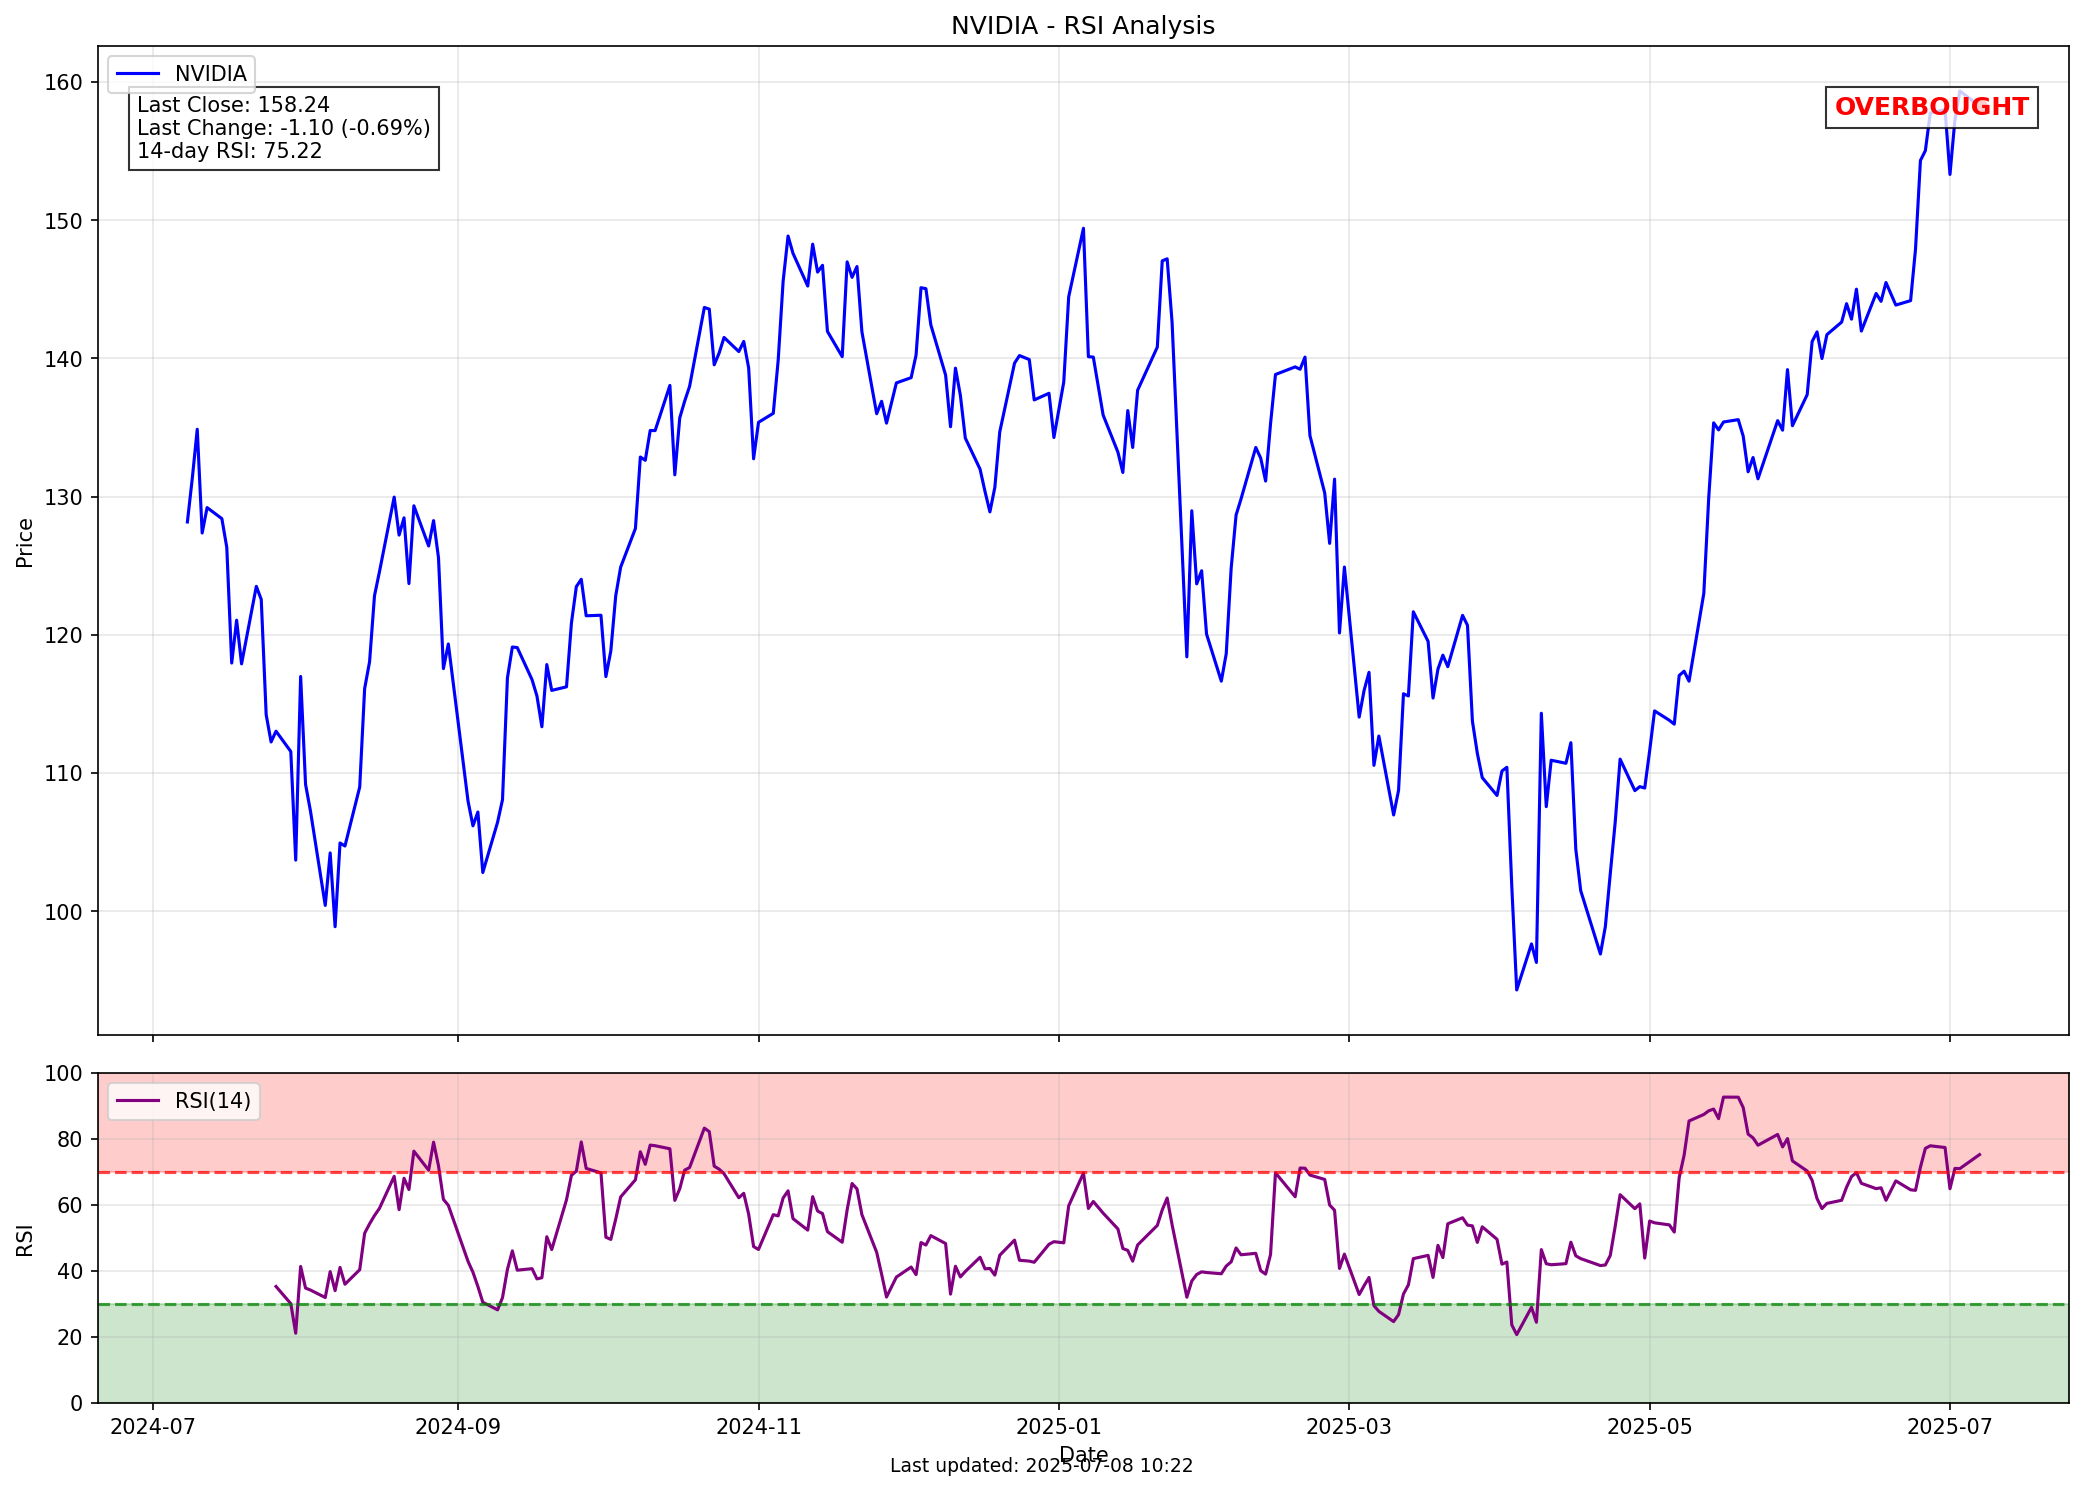 NVIDIA - RSI Analysis
NVIDIA
Last Close: 158.24
Last Change: -1.10 (-0.69%)
14-day RSI: 75.22
OVERBOUGHT
160
150
140
130
120
110
100
Price
RSI(14)
100
80
60
40
20
0
RSI
2024-07
2024-09
2024-11
2025-01
2025-03
2025-05
2025-07
Date
Last updated: 2025-07-08 10:22